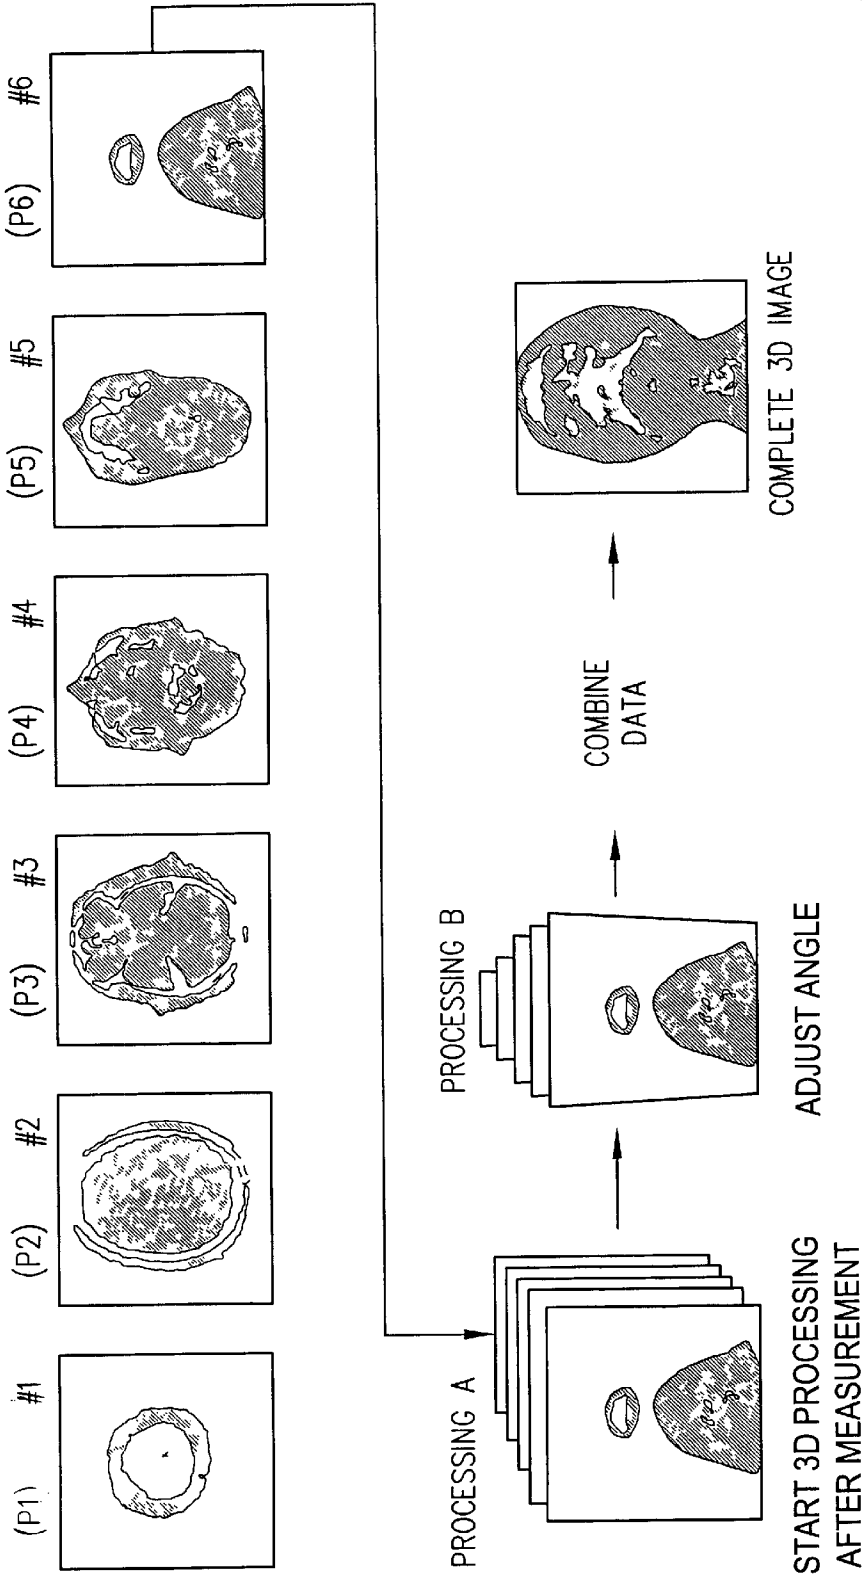 (P1) #1
(P2) #2
(P3) #3
(P4) #4
(P5) #5
(P6) #6
PROCESSING A
START 3D PROCESSING
AFTER MEASUREMENT
PROCESSING B
ADJUST ANGLE
COMBINE
DATA
COMPLETE 3D IMAGE